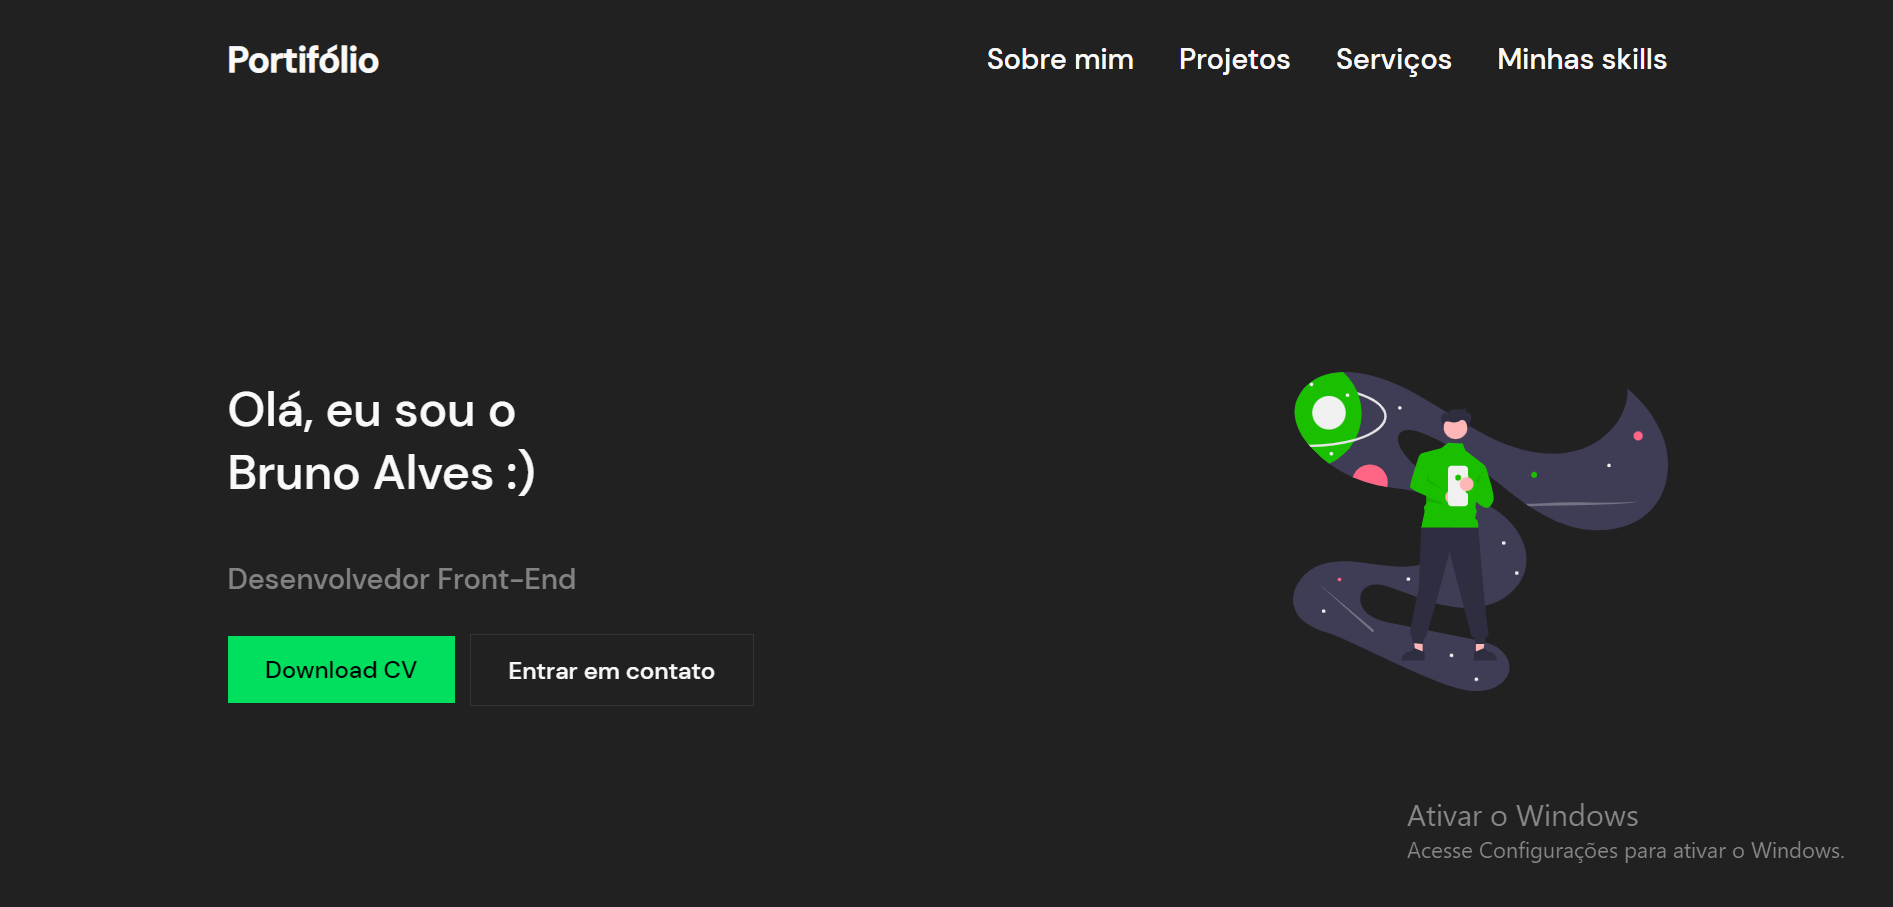 Portifólio
Sobre mim
Projetos
Serviços
Minhas skills
Olá, eu sou o
Bruno Alves :)
Desenvolvedor Front-End
Download CV
Entrar em contato
Ativar o Windows
Acesse Configurações para ativar o Windows.